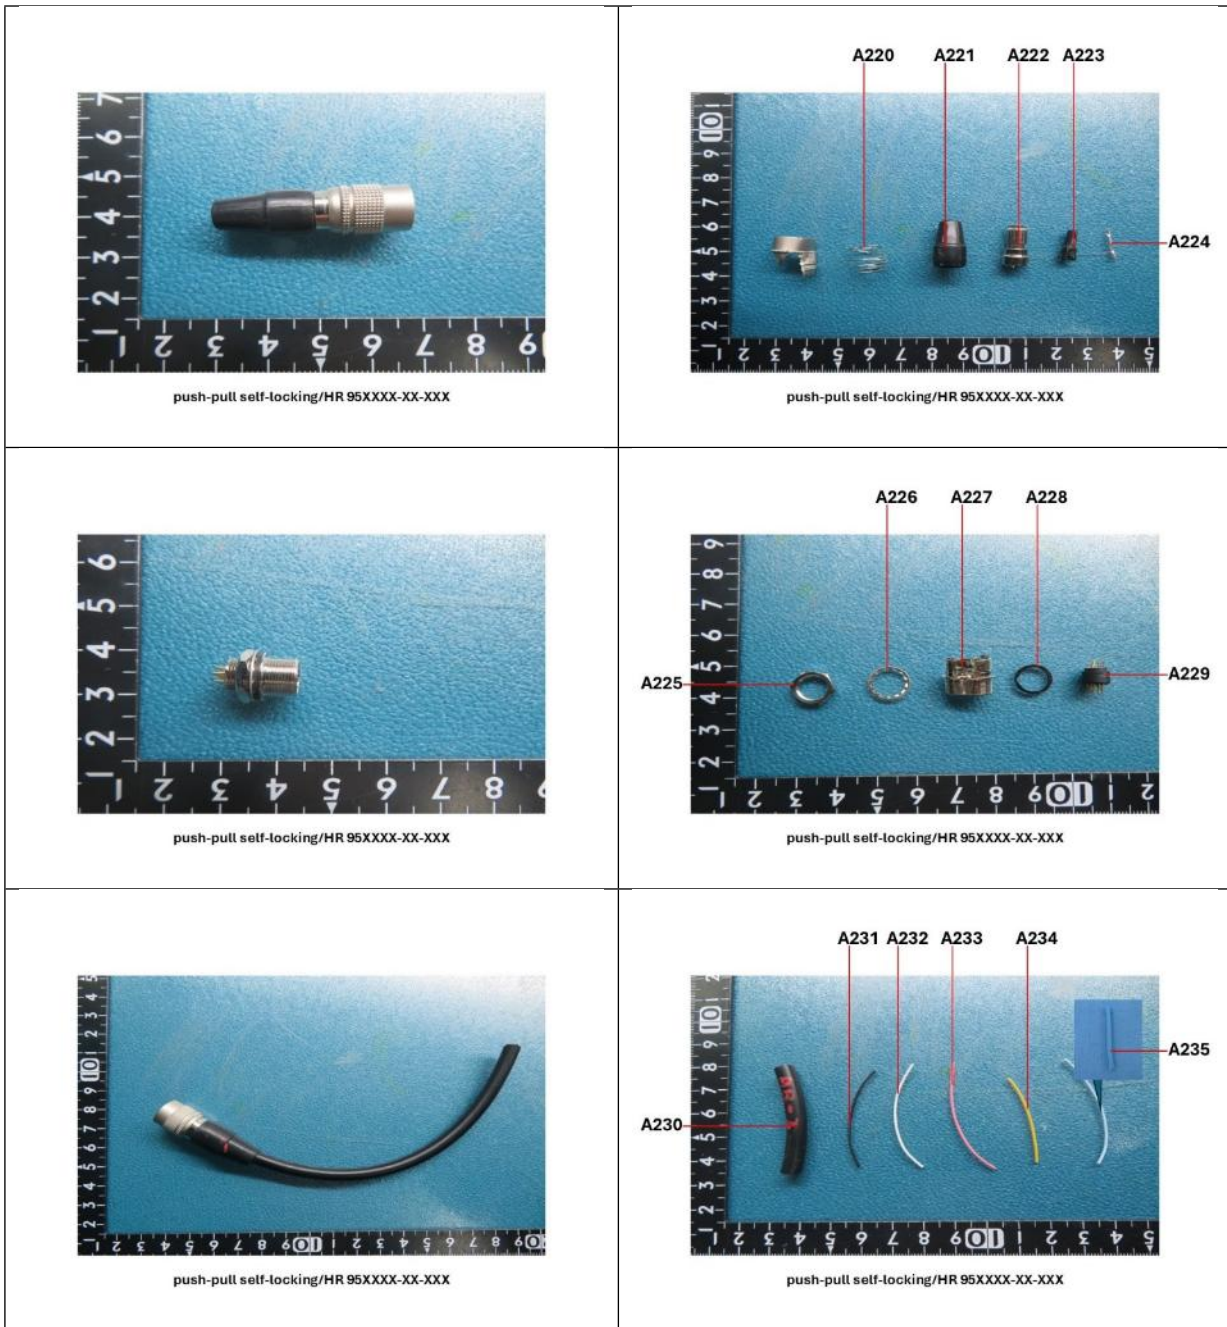 A220 A221 A222 A223
A224
push-pull self-locking/HR 95XXXX-XX-XXX
push-pull self-locking/HR 95XXXX-XX-XXX
A226 A227 A228
A225
A229
push-pull self-locking/HR 95XXXX-XX-XXX
push-pull self-locking/HR 95XXXX-XX-XXX
A231 A232 A233 A234
A235
A230
push-pull self-locking/HR 95XXXX-XX-XXX
push-pull self-locking/HR 95XXXX-XX-XXX